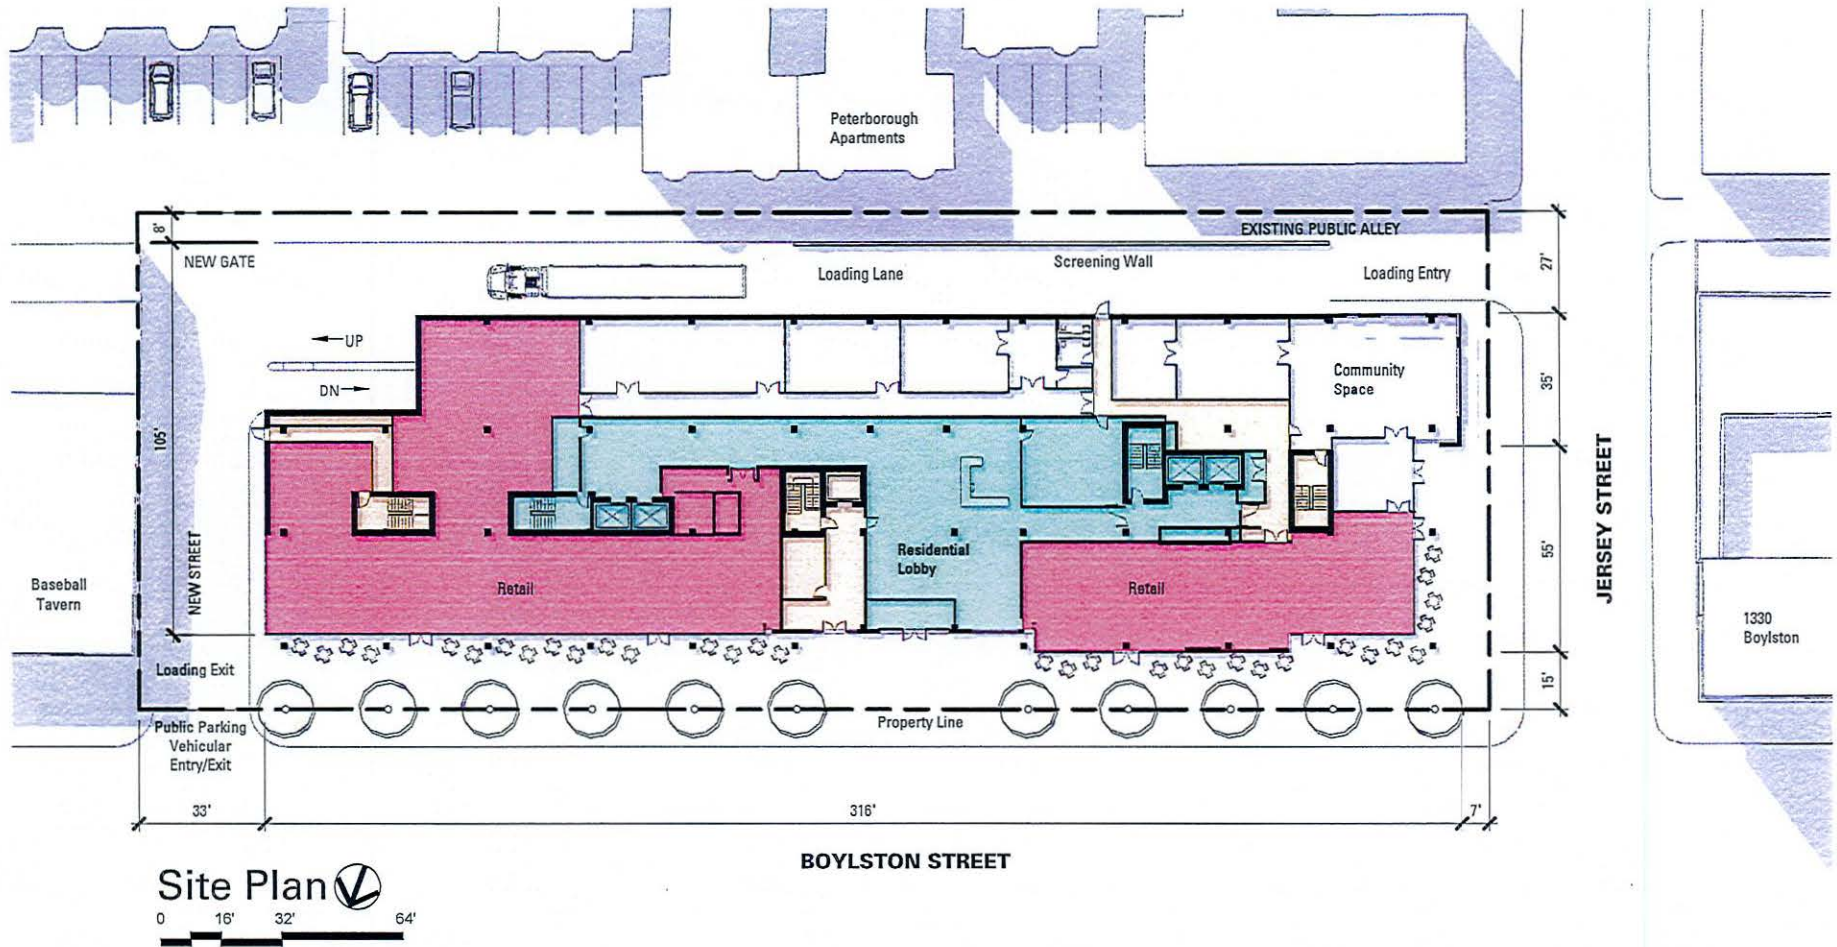 Peterborough
Apartments
EXISTING PUBLIC ALLEY
8'
NEW GATE
Loading Lane
Screening Wall
Loading Entry
27'
UP
DN
Community
Space
35'
105'
JERSEY STREET
NEW STREET
Residential
Lobby
Retail
Retail
55'
Baseball
Tavern
1330
Boylston
Loading Exit
15'
Public Parking
Vehicular
Entry/Exit
Property Line
33'
316'
7'
BOYLSTON STREET
Site Plan
0 16' 32' 64'